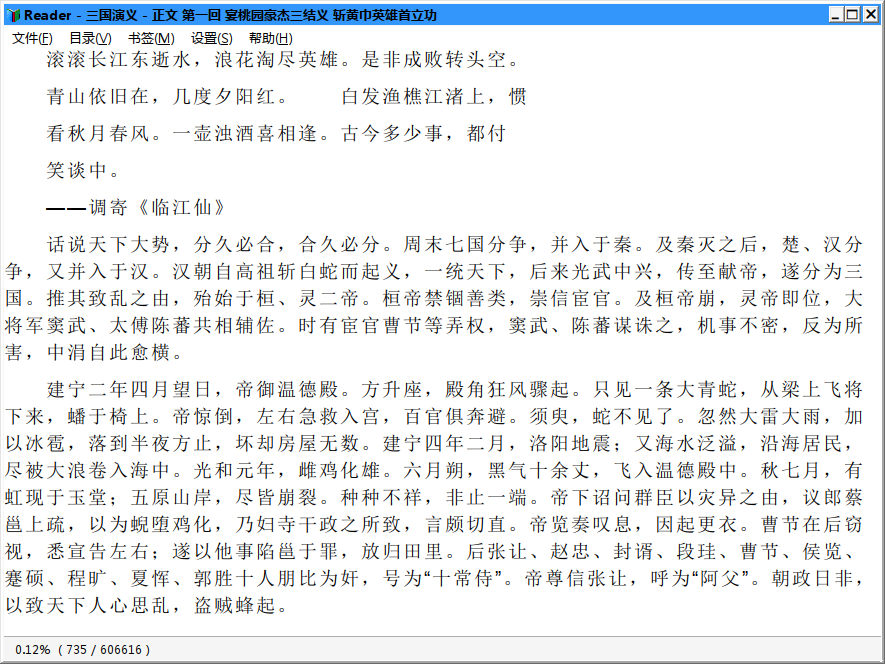 Reader - 三国演义 - 正文 第一回 宴桃园豪杰三结义 斩黄巾英雄首立功
文件(F) 目录(V) 书签(M) 设置(S) 帮助(H)
滚滚长江东逝水，浪花淘尽英雄。是非成败转头空。
青山依旧在，几度夕阳红。　　白发渔樵江渚上，惯
看秋月春风。一壶浊酒喜相逢。古今多少事，都付
笑谈中。
——调寄《临江仙》
话说天下大势，分久必合，合久必分。周末七国分争，并入于秦。及秦灭之后，楚、汉分
争，又并入于汉。汉朝自高祖斩白蛇而起义，一统天下，后来光武中兴，传至献帝，遂分为三
国。推其致乱之由，殆始于桓、灵二帝。桓帝禁锢善类，崇信宦官。及桓帝崩，灵帝即位，大
将军窦武、太傅陈蕃共相辅佐。时有宦官曹节等弄权，窦武、陈蕃谋诛之，机事不密，反为所
害，中涓自此愈横。
建宁二年四月望日，帝御温德殿。方升座，殿角狂风骤起。只见一条大青蛇，从梁上飞将
下来，蟠于椅上。帝惊倒，左右急救入宫，百官俱奔避。须臾，蛇不见了。忽然大雷大雨，加
以冰雹，落到半夜方止，坏却房屋无数。建宁四年二月，洛阳地震；又海水泛溢，沿海居民，
尽被大浪卷入海中。光和元年，雌鸡化雄。六月朔，黑气十余丈，飞入温德殿中。秋七月，有
虹现于玉堂；五原山岸，尽皆崩裂。种种不祥，非止一端。帝下诏问群臣以灾异之由，议郎蔡
邕上疏，以为蜺堕鸡化，乃妇寺干政之所致，言颇切直。帝览奏叹息，因起更衣。曹节在后窃
视，悉宣告左右；遂以他事陷邕于罪，放归田里。后张让、赵忠、封谞、段珪、曹节、侯览、
蹇硕、程旷、夏恽、郭胜十人朋比为奸，号为“十常侍”。帝尊信张让，呼为“阿父”。朝政日非，
以致天下人心思乱，盗贼蜂起。
0.12% ( 735 / 606616 )